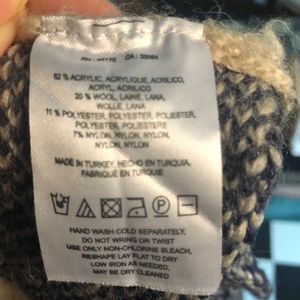 62 % ACRYLIC, ACRYLIQUE, ACRILICO,
ACRYL, ACRILICO
20 % WOOL, LAINE, LANA,
WOLLE, LANA
11 % POLYESTER, POLYESTER, POLIESTER,
POLYESTER, POLIESTERE
7% NYLON, NYLON, NYLON,
NYLON, NYLON
MADE IN TURKEY, HECHO EN TURQUIA,
FABRIQUE EN TURQUIE
HAND WASH COLD SEPARATELY,
DO NOT WRING OR TWIST
USE ONLY NON-CHLORINE BLEACH,
RESHAPE LAY FLAT TO DRY
LOW IRON AS NEEDED,
MAY BE DRY CLEANED